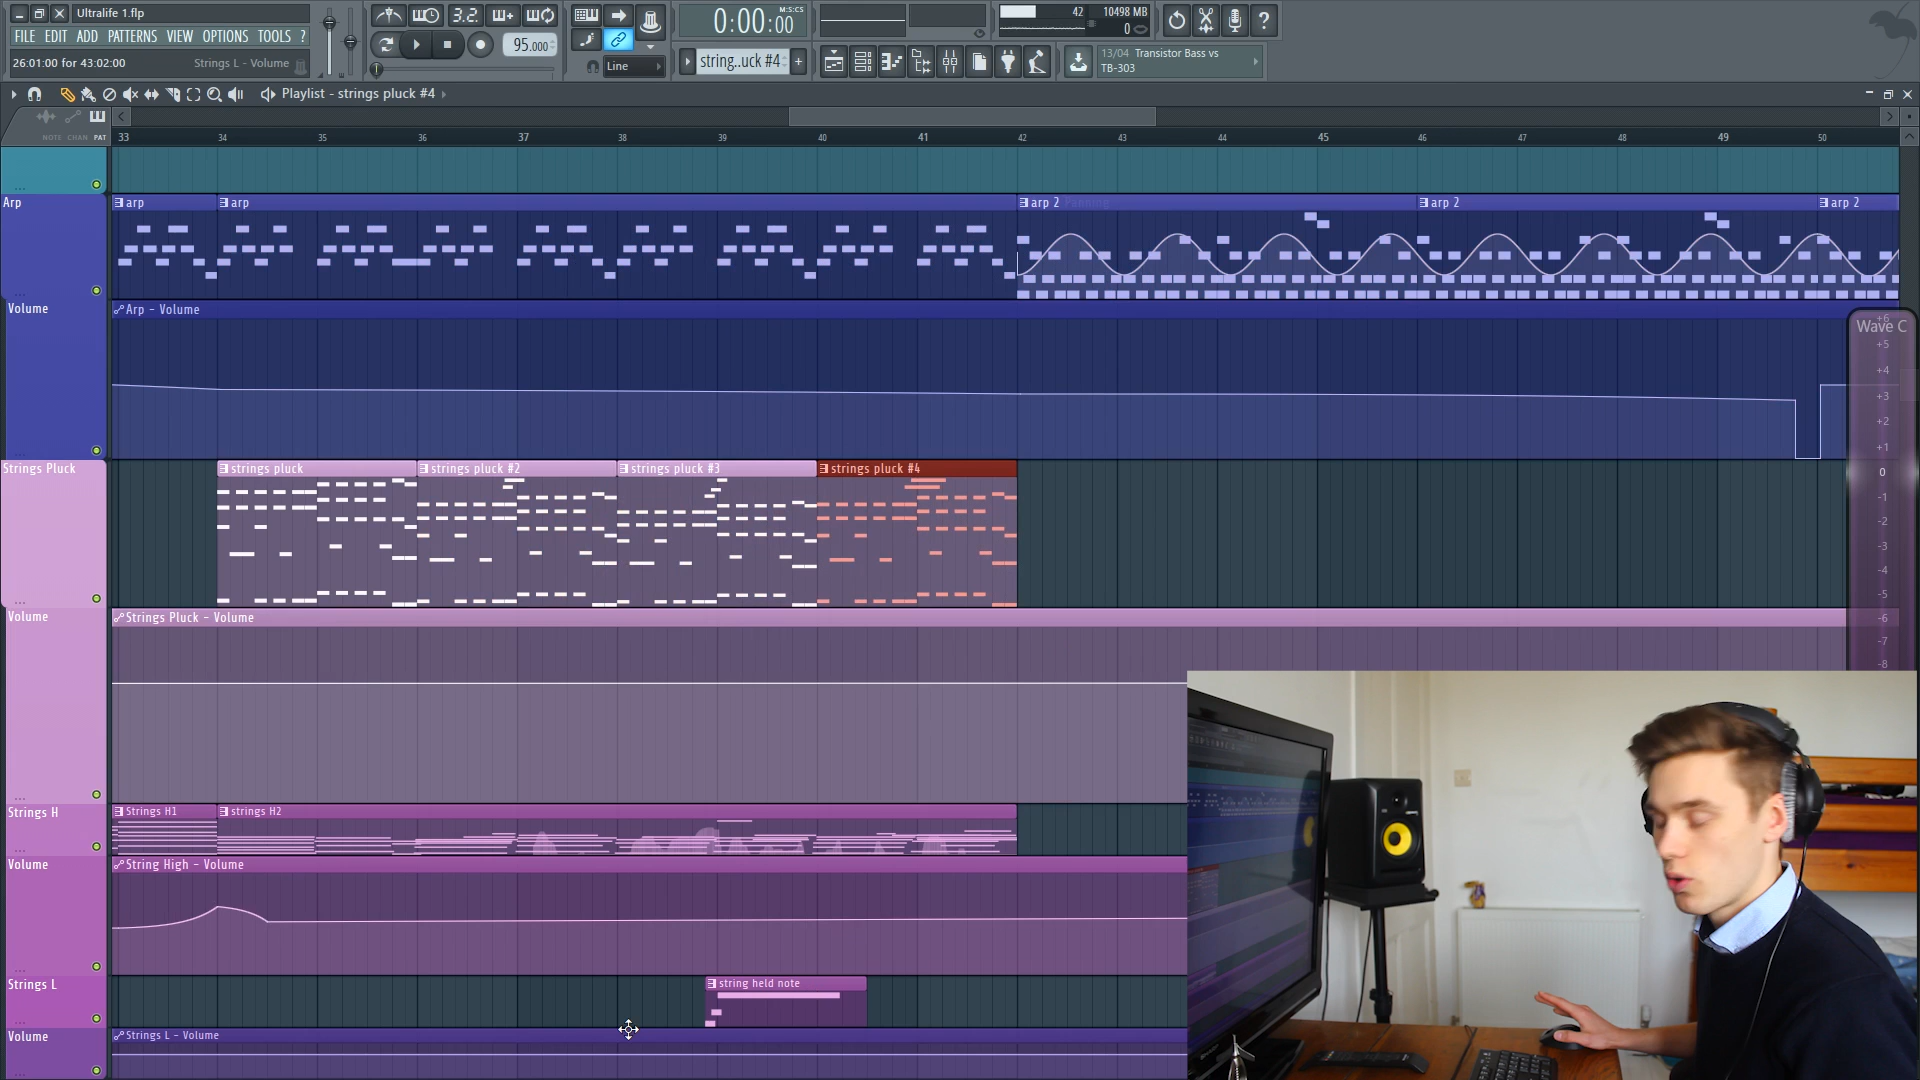 Ultralife 1.flp
FILE EDIT ADD PATTERNS VIEW OPTIONS TOOLS ?
26:01:00 for 43:02:00 Strings L - Volume
3.2.
95.000
Line
M:S:CS
0:00:00
string..uck #4
42
10498 MB
0
13/04 Transistor Bass vs
TB-303
Playlist - strings pluck #4
NOTE CHAN PAT
33 34 35 36 37 38 39 40 41 42 43 44 45 46 47 48 49 50
Arp
arp
arp
arp 2 Panning
arp 2
arp 2
Volume
Arp - Volume
Wave C
+6
+5
+4
+3
+2
+1
0
-1
-2
-3
-4
-5
-6
-7
-8
Strings Pluck
strings pluck
strings pluck #2
strings pluck #3
strings pluck #4
Volume
Strings Pluck - Volume
Strings H
Strings H1
strings H2
Volume
String High - Volume
Strings L
string held note
Volume
Strings L - Volume